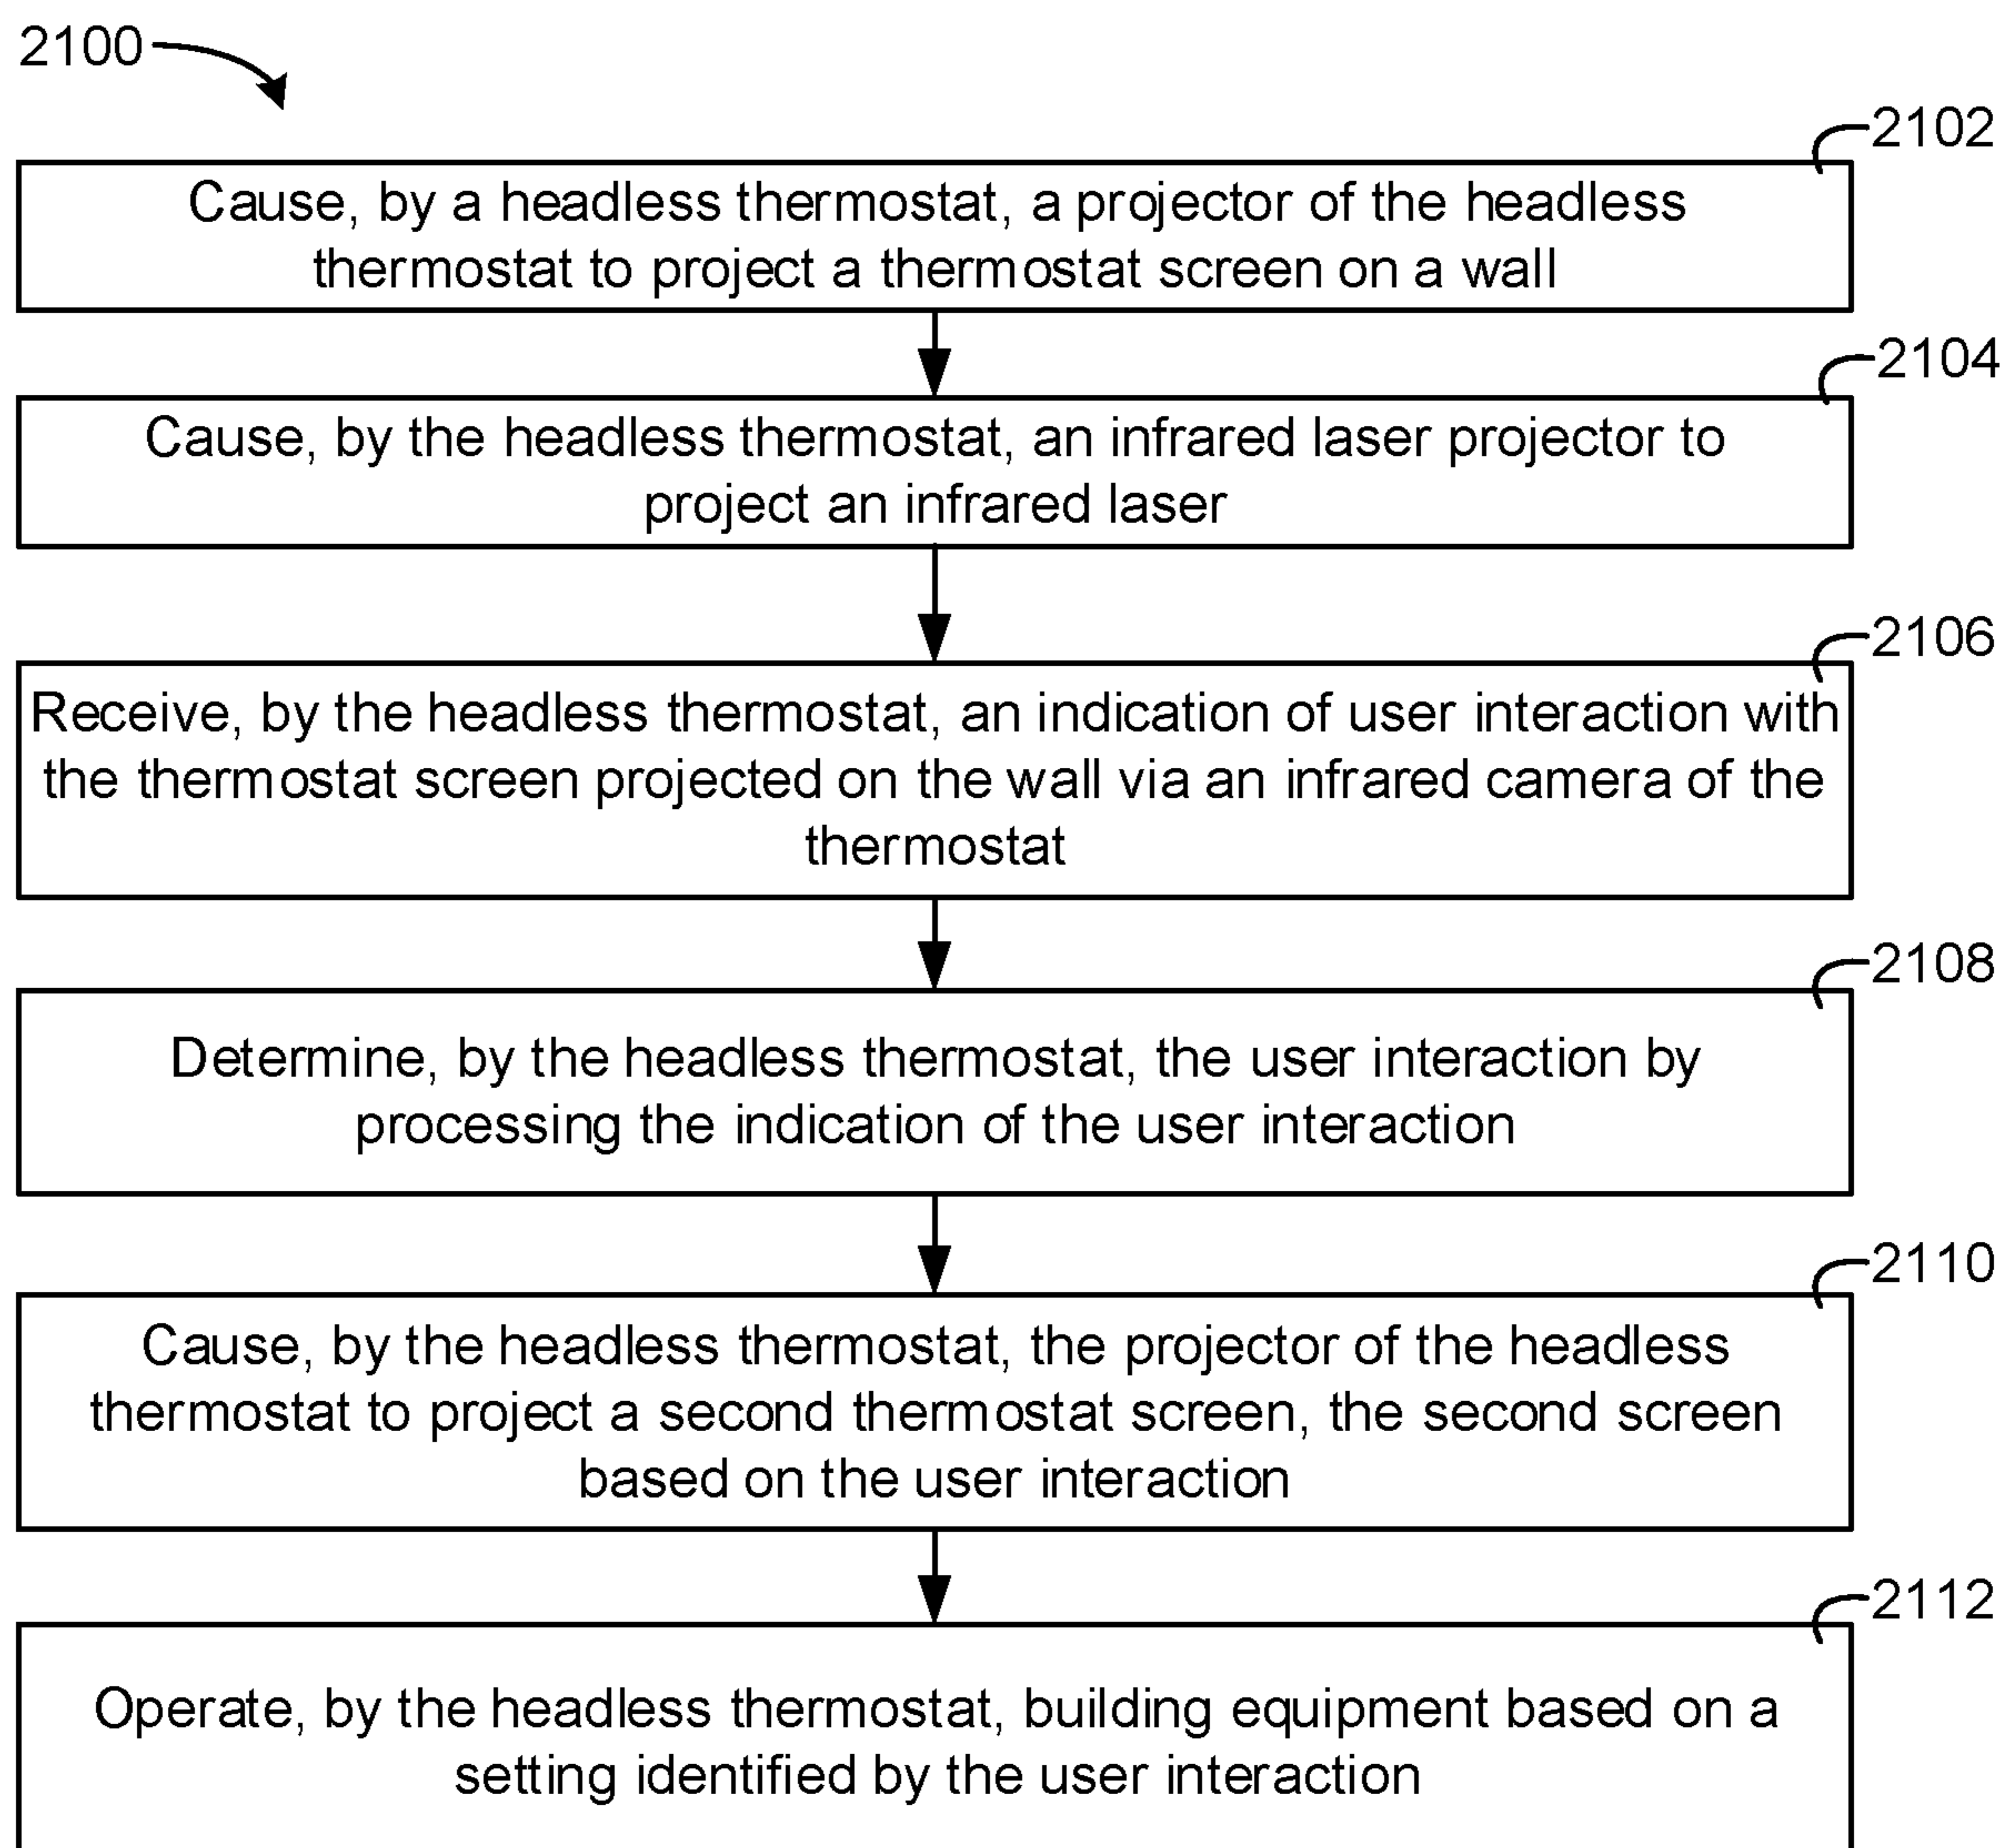 2100
2102
Cause, by a headless thermostat, a projector of the headless
thermostat to project a thermostat screen on a wall
2104
Cause, by the headless thermostat, an infrared laser projector to
project an infrared laser
2106
Receive, by the headless thermostat, an indication of user interaction with
the thermostat screen projected on the wall via an infrared camera of the
thermostat
2108
Determine, by the headless thermostat, the user interaction by
processing the indication of the user interaction
2110
Cause, by the headless thermostat, the projector of the headless
thermostat to project a second thermostat screen, the second screen
based on the user interaction
2112
Operate, by the headless thermostat, building equipment based on a
setting identified by the user interaction